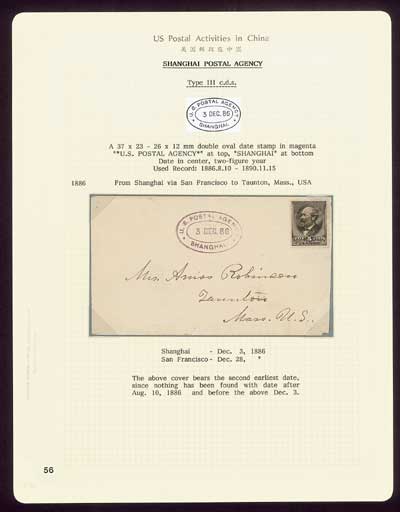 US Postal Activities in China
美國郵政在中國
SHANGHAI POSTAL AGENCY
Type III c.d.s.
U. S. POSTAL AGENCY
3 DEC. 86
SHANGHAI
A 37 x 23 - 26 x 12 mm double oval date stamp in magenta
"*U.S. POSTAL AGENCY*" at top, "SHANGHAI" at bottom
Date in center, two-figure year
Used Record: 1886.8.10 - 1890.11.15
1886 From Shanghai via San Francisco to Taunton, Mass., USA
U. S. POSTAL AGEN
3 DEC. 86
SHANGHAI
Mrs. Amos Robinson
Taunton
Mass. U.S.
Shanghai - Dec. 3, 1886
San Francisco - Dec. 28, "
The above cover bears the second earliest date,
since nothing has been found with date after
Aug. 10, 1886 and before the above Dec. 3.
56